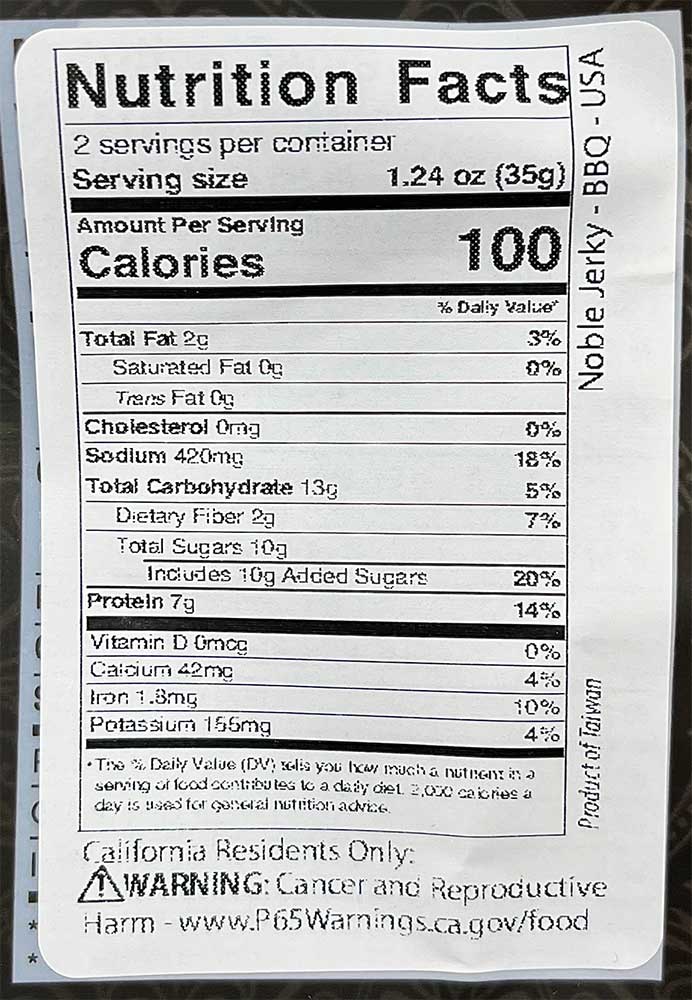 Nutrition Facts
2 servings per container
Serving size 1.24 oz (35g)
Amount Per Serving
Calories 100
% Daily Value*
Total Fat 2g 3%
Saturated Fat 0g 0%
Trans Fat 0g
Cholesterol 0mg 0%
Sodium 420mg 18%
Total Carbohydrate 13g 5%
Dietary Fiber 2g 7%
Total Sugars 10g
Includes 10g Added Sugars 20%
Protein 7g 14%
Vitamin D 0mcg 0%
Calcium 42mg 4%
Iron 1.8mg 10%
Potassium 166mg 4%
* The % Daily Value (DV) tells you how much a nutrient in a
serving of food contributes to a daily diet. 2,000 calories a
day is used for general nutrition advice.
California Residents Only:
⚠WARNING: Cancer and Reproductive
Harm - www.P65Warnings.ca.gov/food
Noble Jerky - BBQ - USA
Product of Taiwan